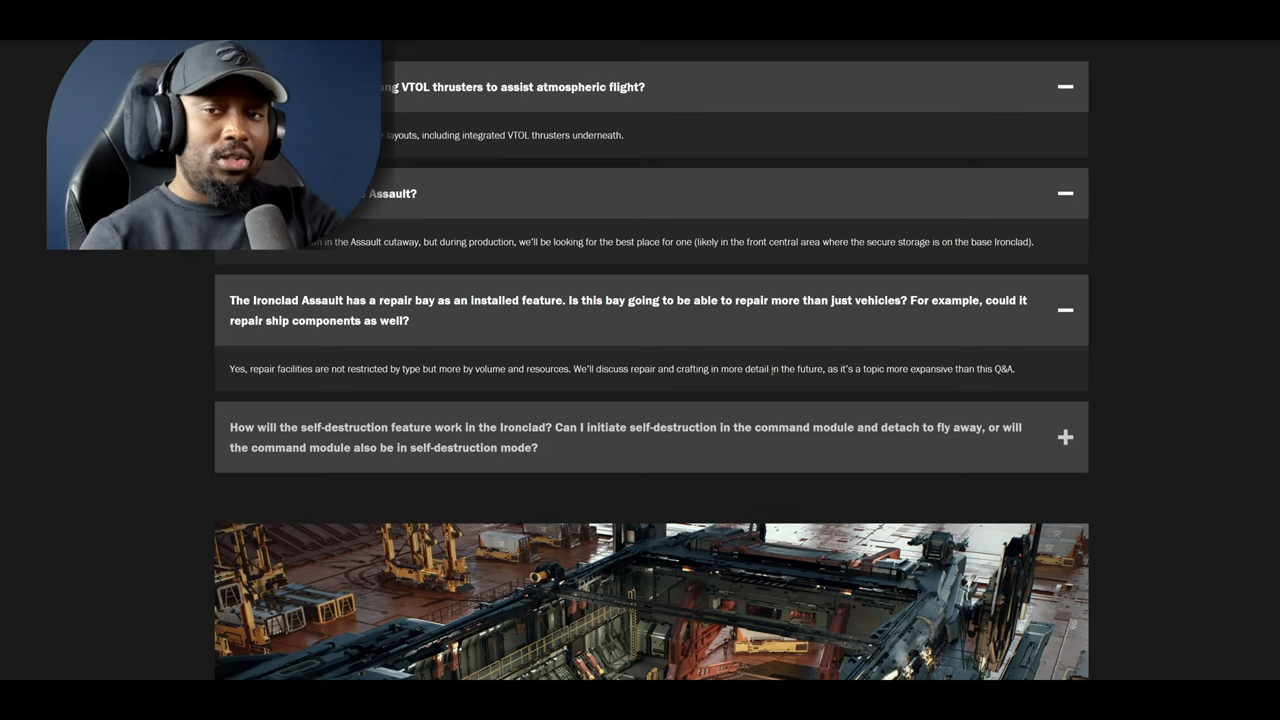 ong VTOL thrusters to assist atmospheric flight?
layouts, including integrated VTOL thrusters underneath.
Assault?
in the Assault cutaway, but during production, we'll be looking for the best place for one (likely in the front central area where the secure storage is on the base Ironclad).
The Ironclad Assault has a repair bay as an installed feature. Is this bay going to be able to repair more than just vehicles? For example, could it
repair ship components as well?
Yes, repair facilities are not restricted by type but more by volume and resources. We'll discuss repair and crafting in more detail in the future, as it's a topic more expansive than this Q&A.
How will the self-destruction feature work in the Ironclad? Can I initiate self-destruction in the command module and detach to fly away, or will
the command module also be in self-destruction mode?